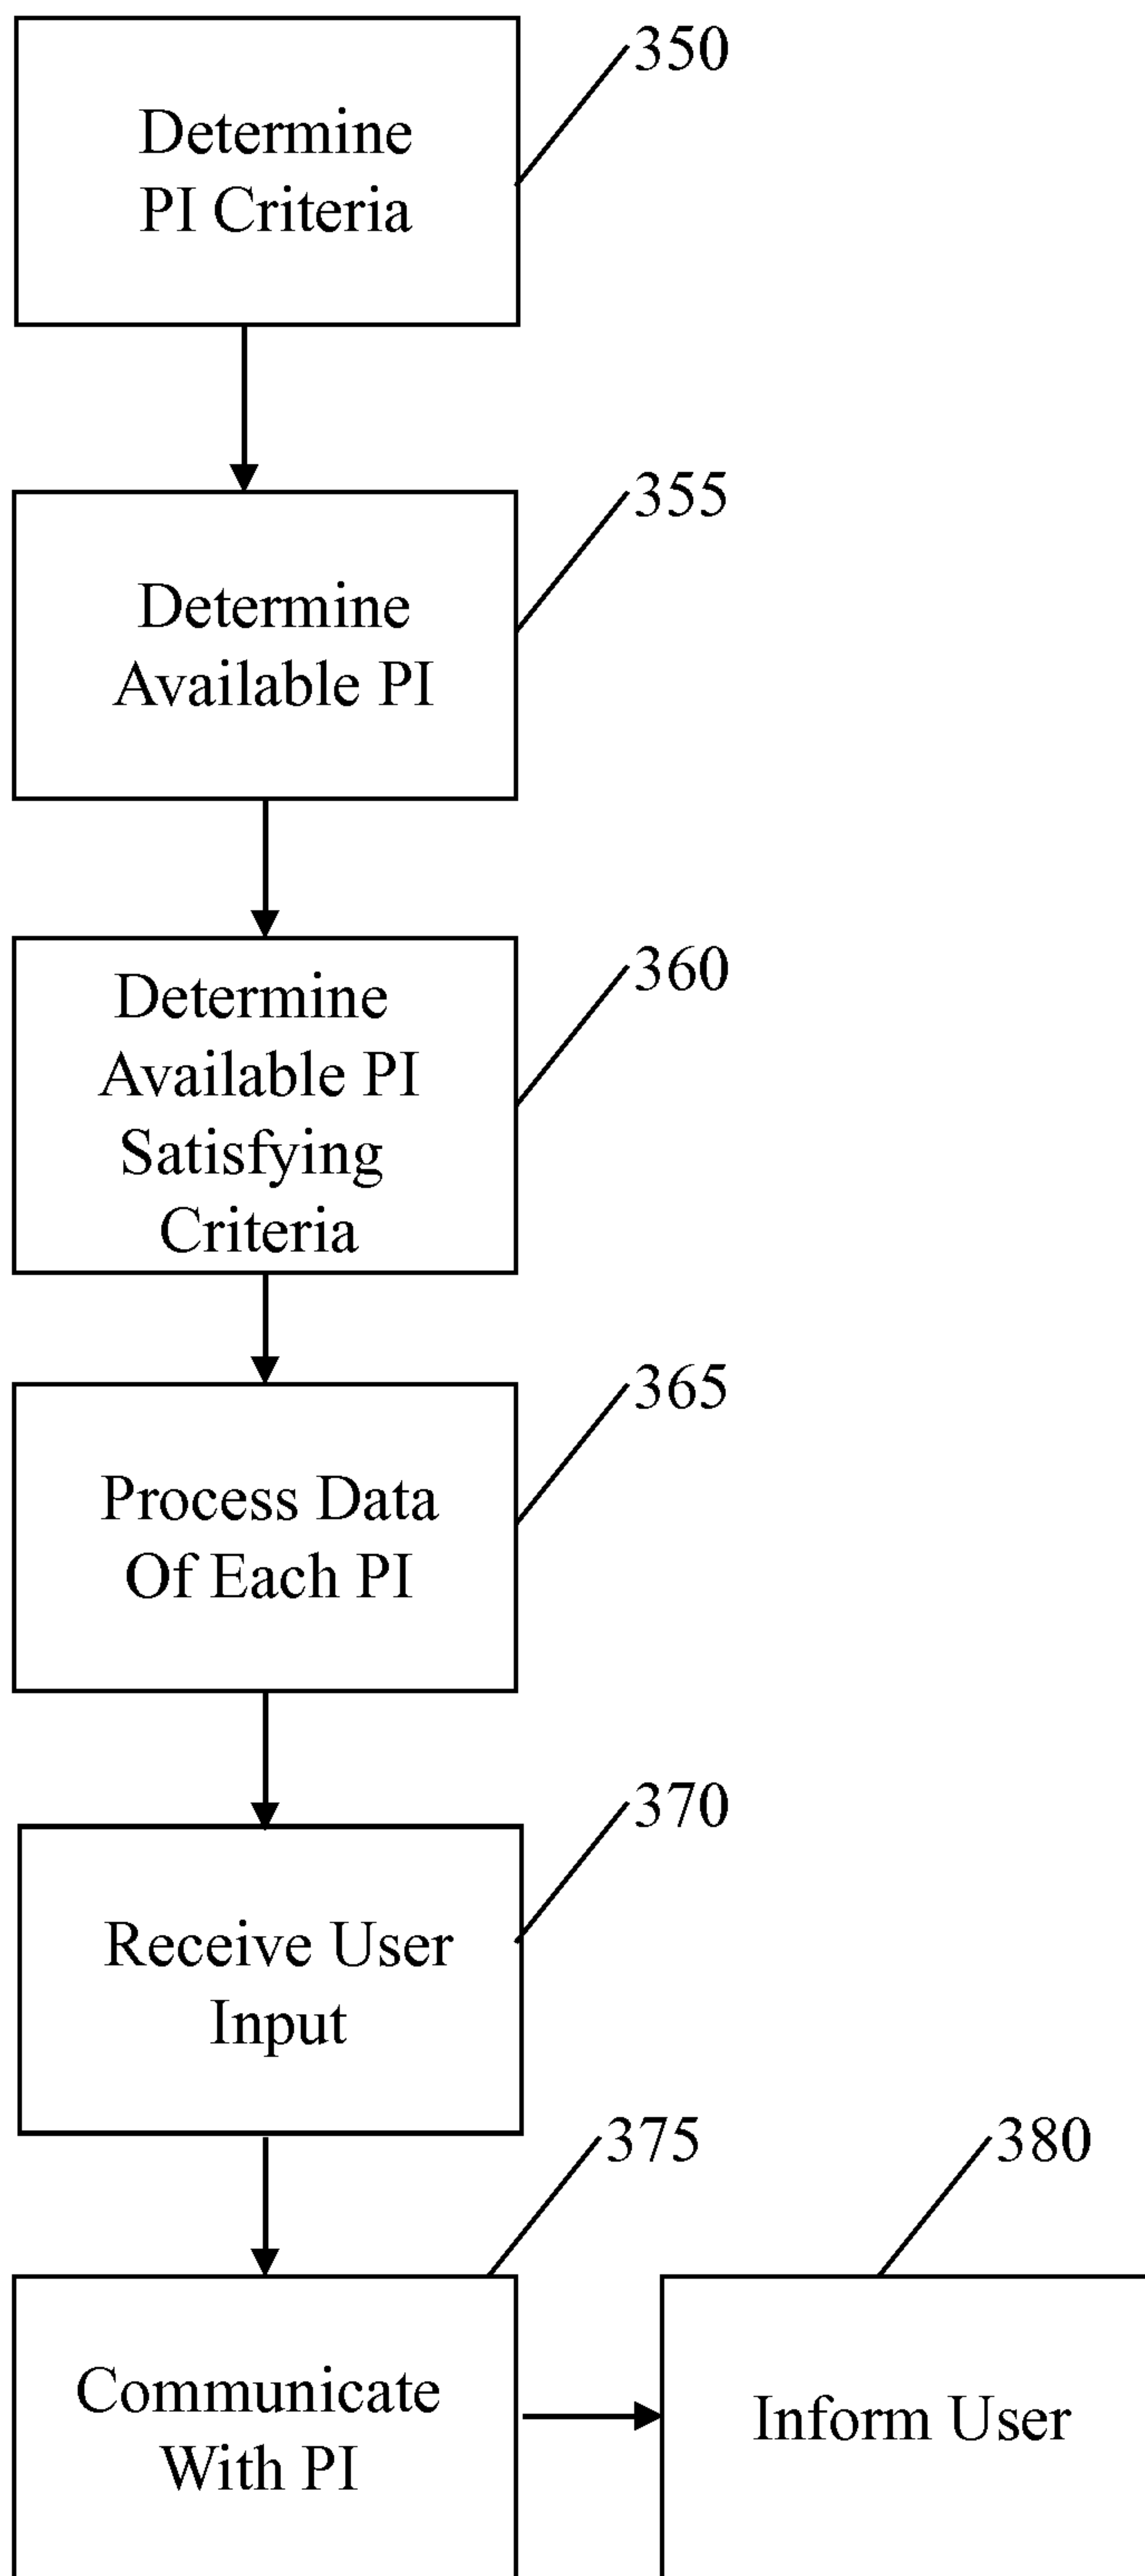 350
Determine
PI Criteria
355
Determine
Available PI
360
Determine
Available PI
Satisfying
Criteria
365
Process Data
Of Each PI
370
Receive User
Input
375
380
Communicate
With PI
Inform User